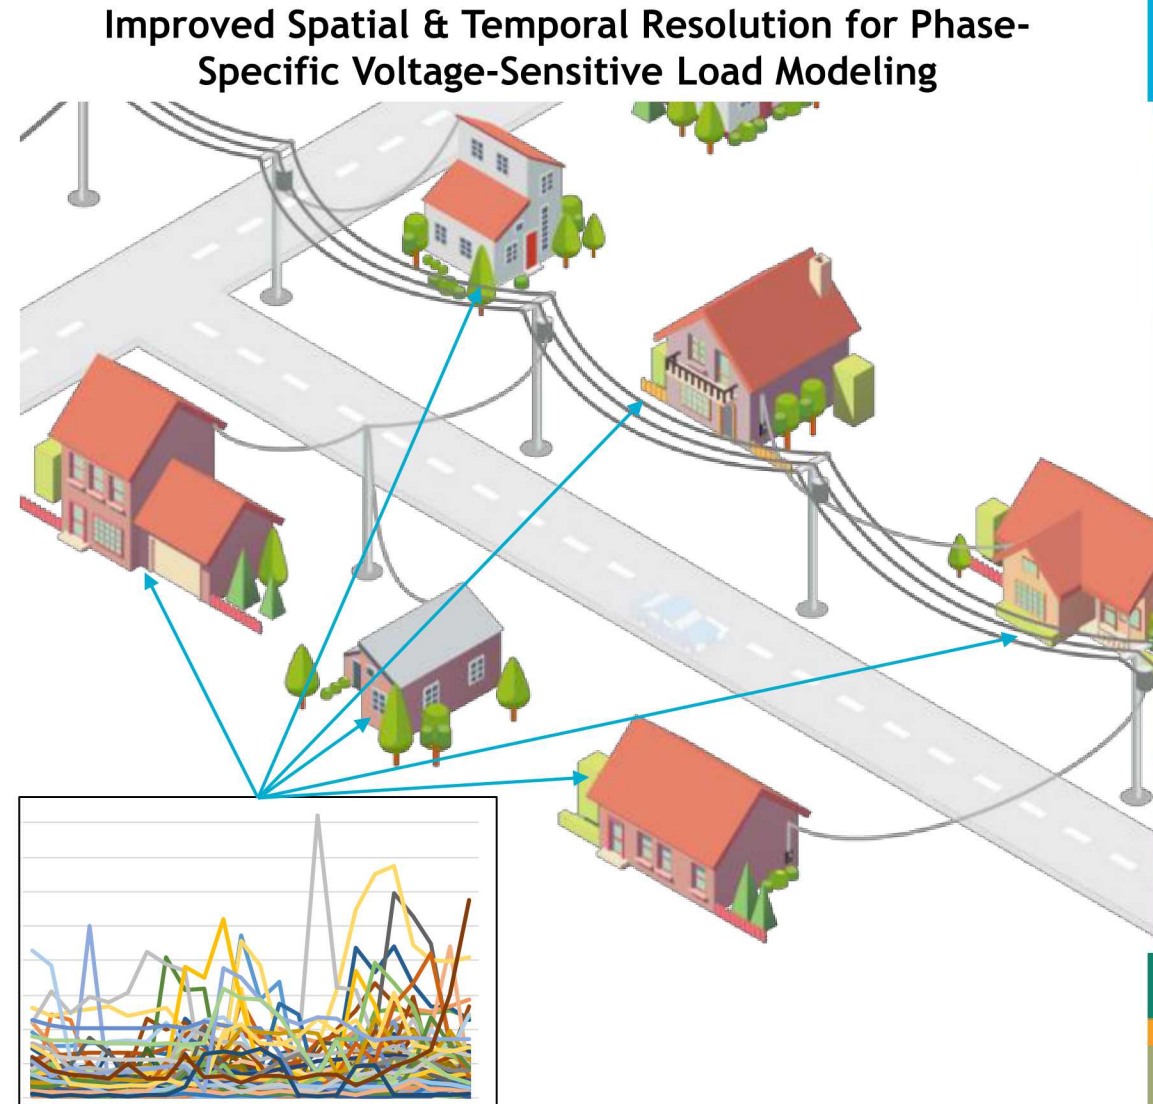 Improved Spatial & Temporal Resolution for Phase-
Specific Voltage-Sensitive Load Modeling